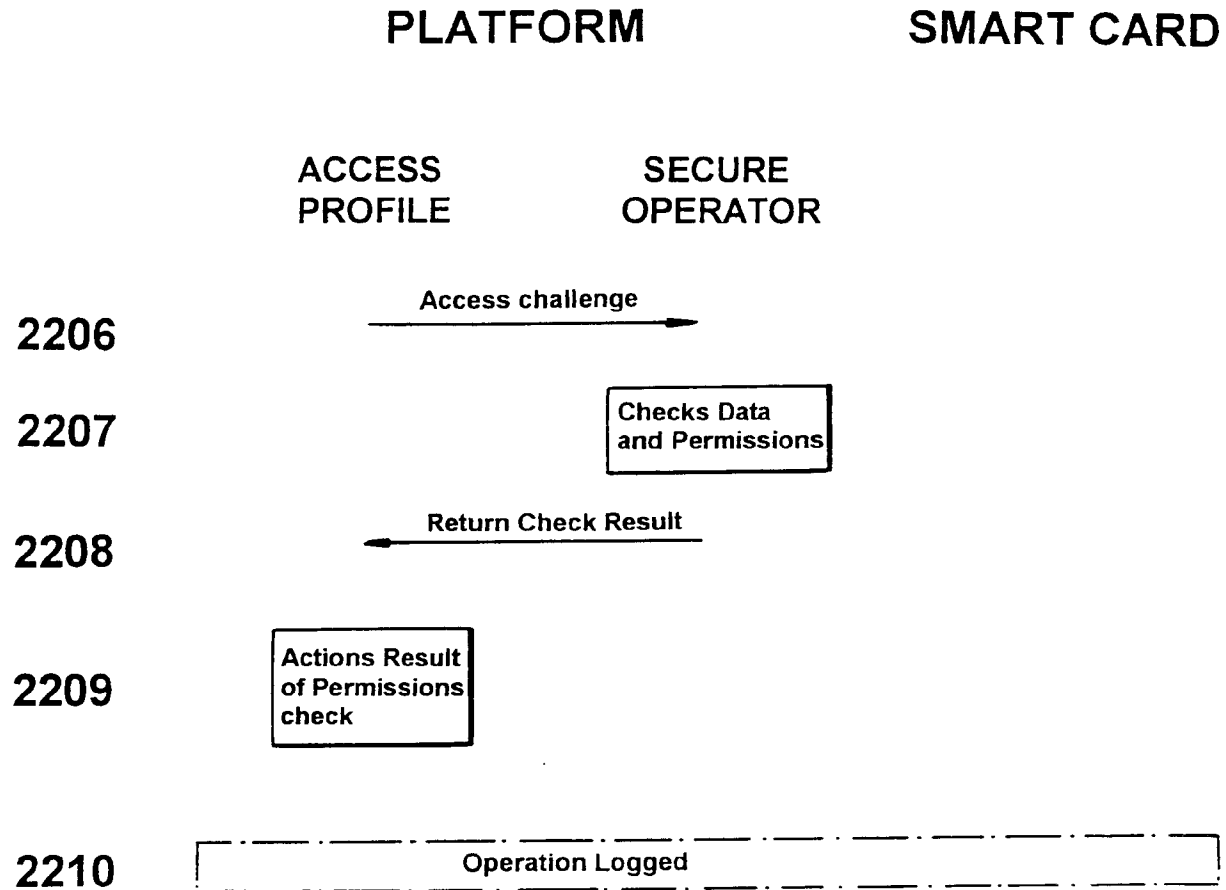 PLATFORM SMART CARD
ACCESS PROFILE
SECURE OPERATOR
2206
Access challenge
2207
Checks Data
and Permissions
2208
Return Check Result
2209
Actions Result
of Permissions
check
2210
Operation Logged